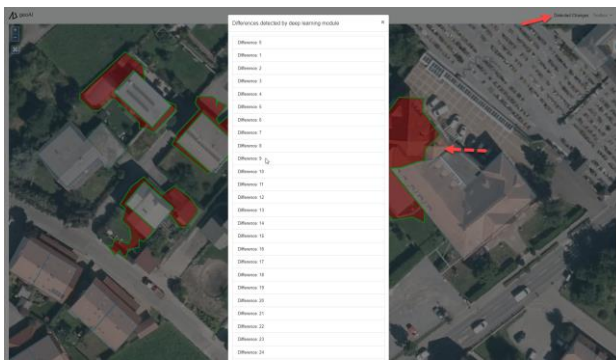 geoAI
Detected Changes
Differences detected by deep learning module
×
Difference 0
Difference 1
Difference 2
Difference 3
Difference 4
Difference 5
Difference 6
Difference 7
Difference 8
Difference 9
Difference 10
Difference 11
Difference 12
Difference 13
Difference 14
Difference 15
Difference 16
Difference 17
Difference 18
Difference 19
Difference 20
Difference 21
Difference 22
Difference 23
Difference 24